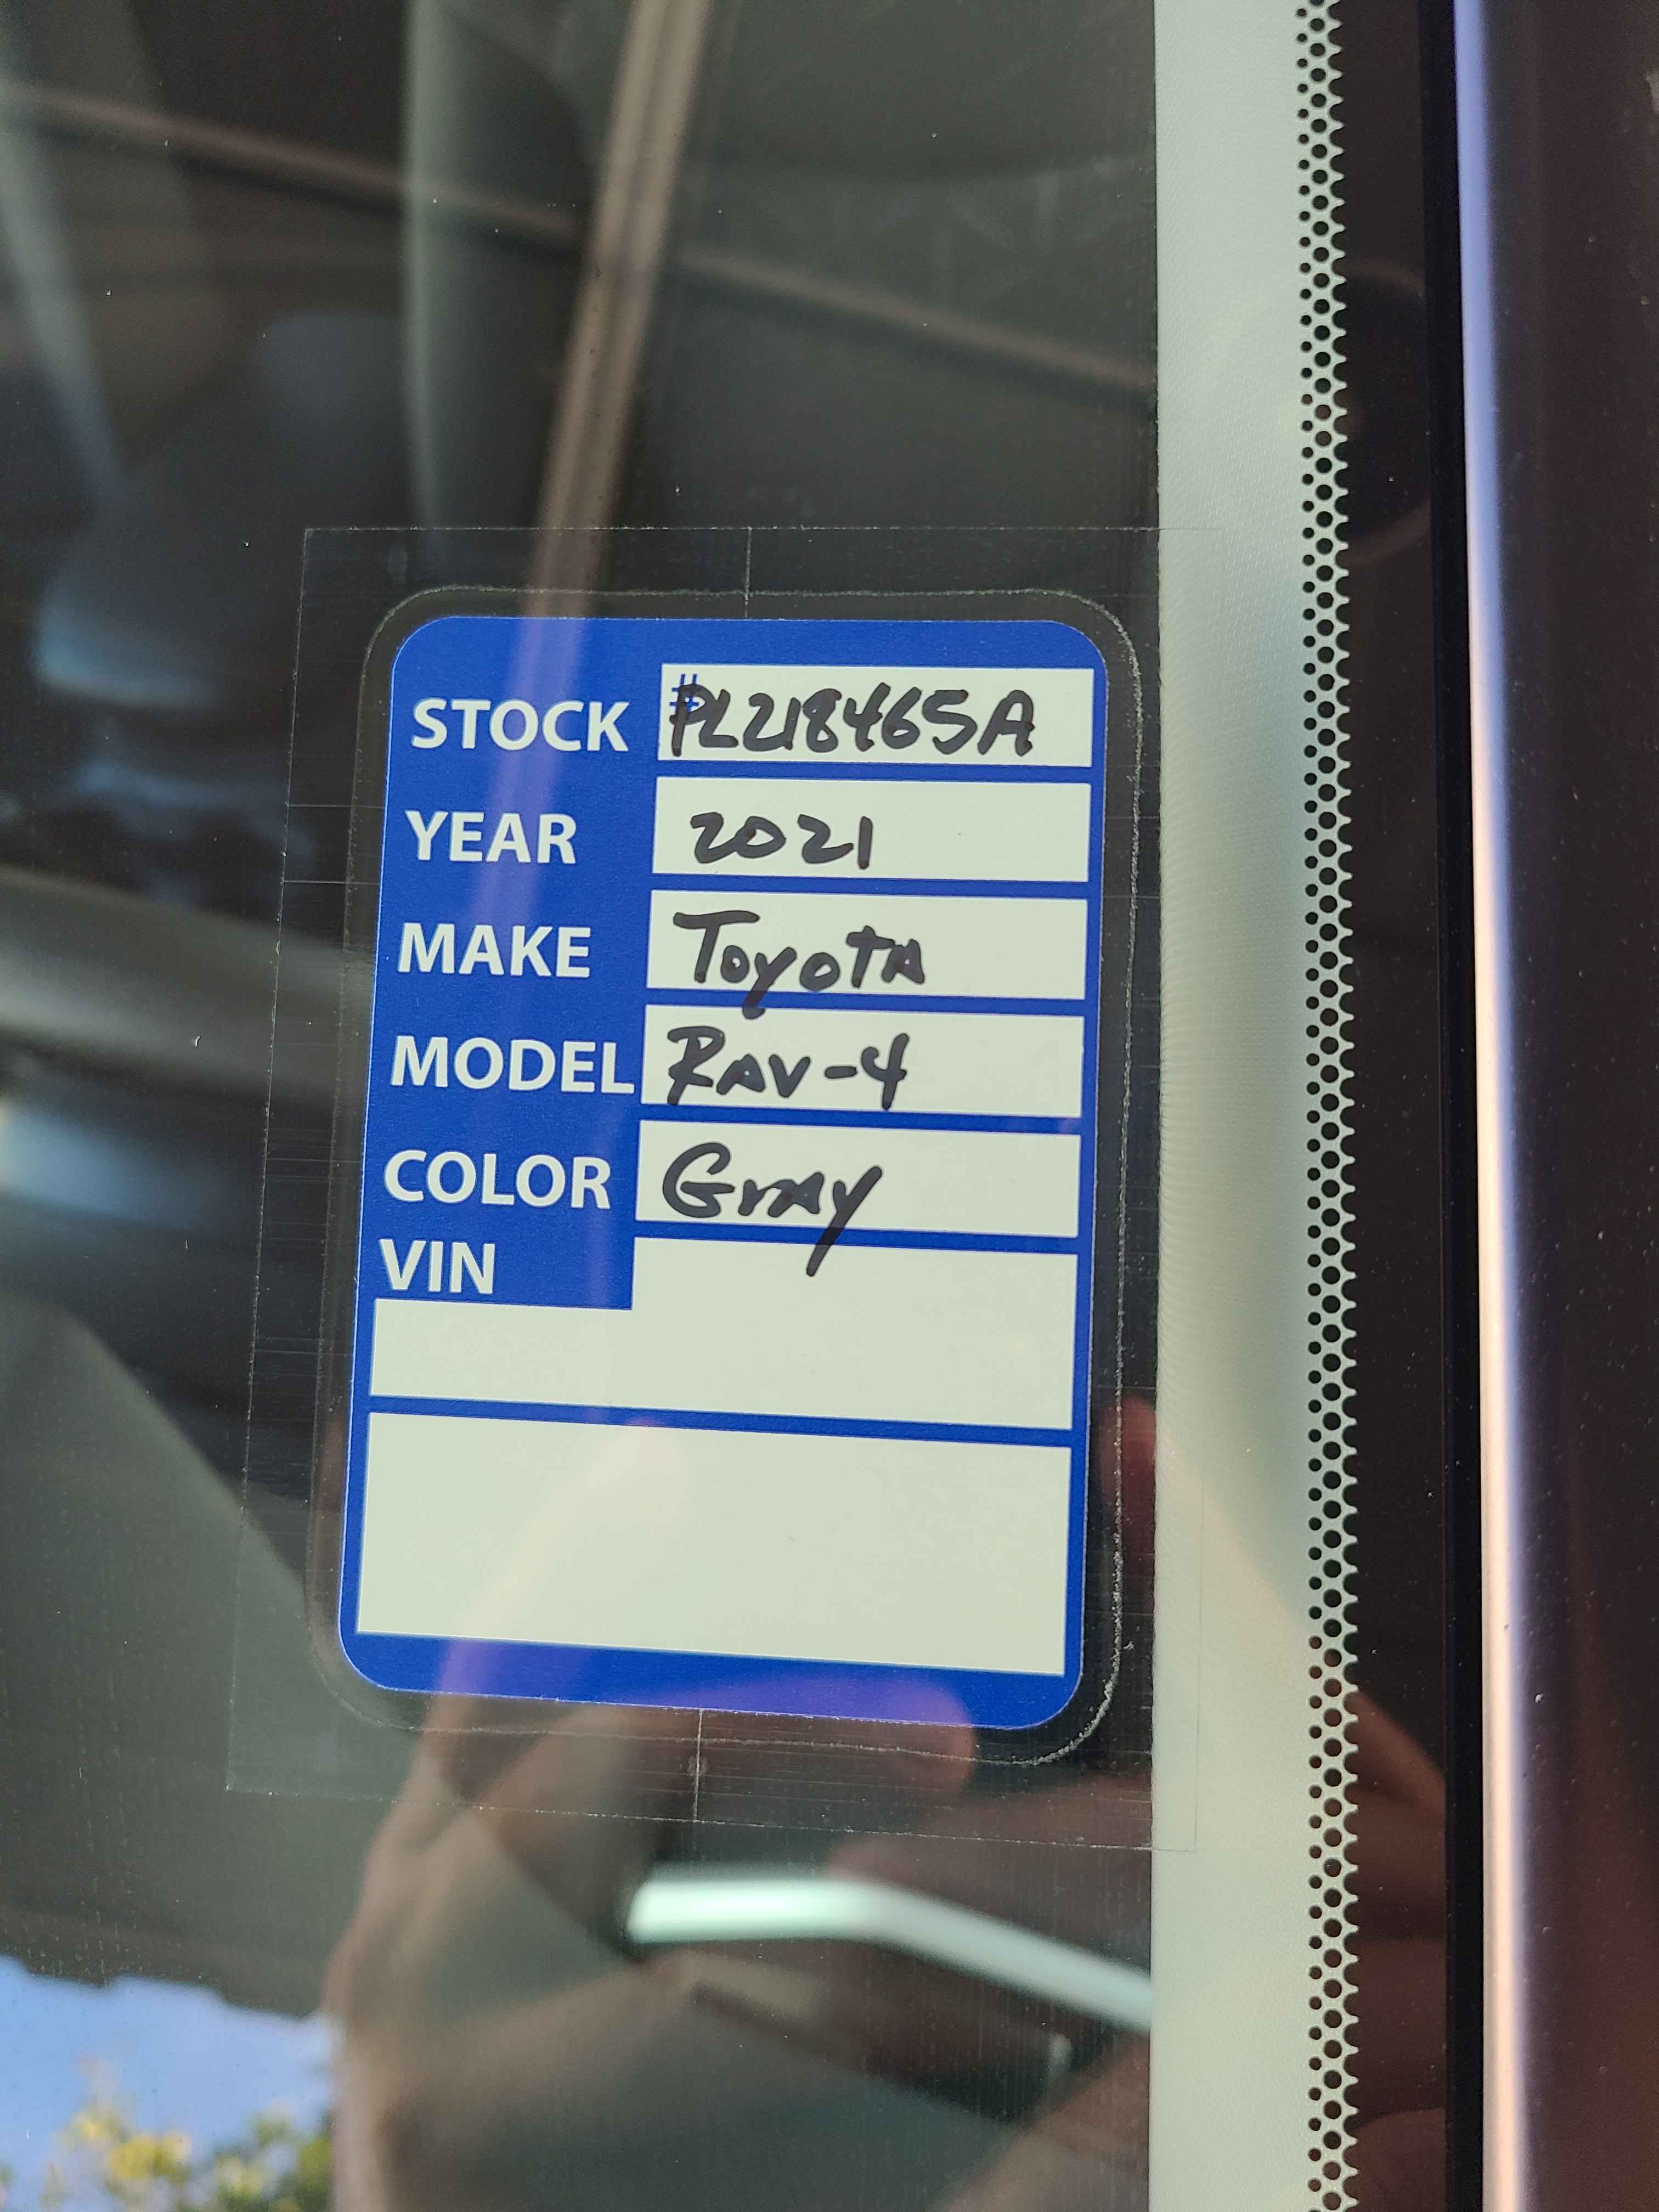 STOCK #PL218465A
YEAR 2021
MAKE Toyota
MODEL RAV-4
COLOR Gray
VIN